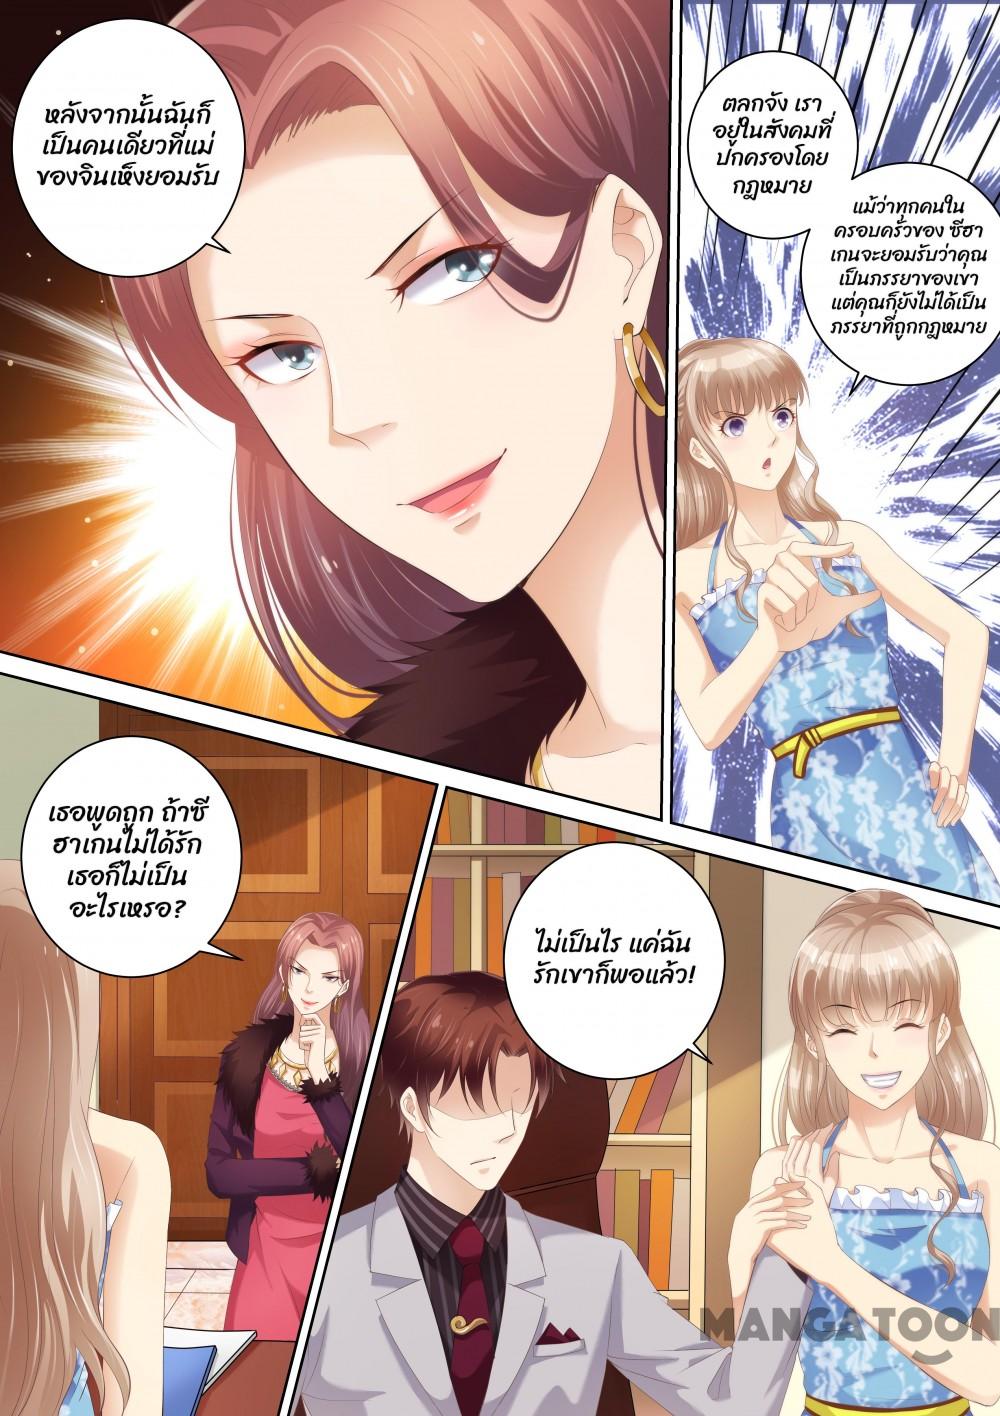 หลังจากนั้นฉันก็
เป็นคนเดียวที่แม่
ของจินเหิงยอมรับ
ตลกจัง เรา
อยู่ในสังคมที่
ปกครองโดย
กฎหมาย
แม้ว่าทุกคนใน
ครอบครัวของ ซีฮา
เกนจะยอมรับว่าคุณ
เป็นภรรยาของเขา
แต่คุณก็ยังไม่ได้เป็น
ภรรยาที่ถูกกฎหมาย
เธอพูดถูก ถ้าซี
ฮาเกนไม่ได้รัก
เธอก็ไม่เป็น
อะไรเหรอ?
ไม่เป็นไร แค่ฉัน
รักเขาก็พอแล้ว!
MANGATOON